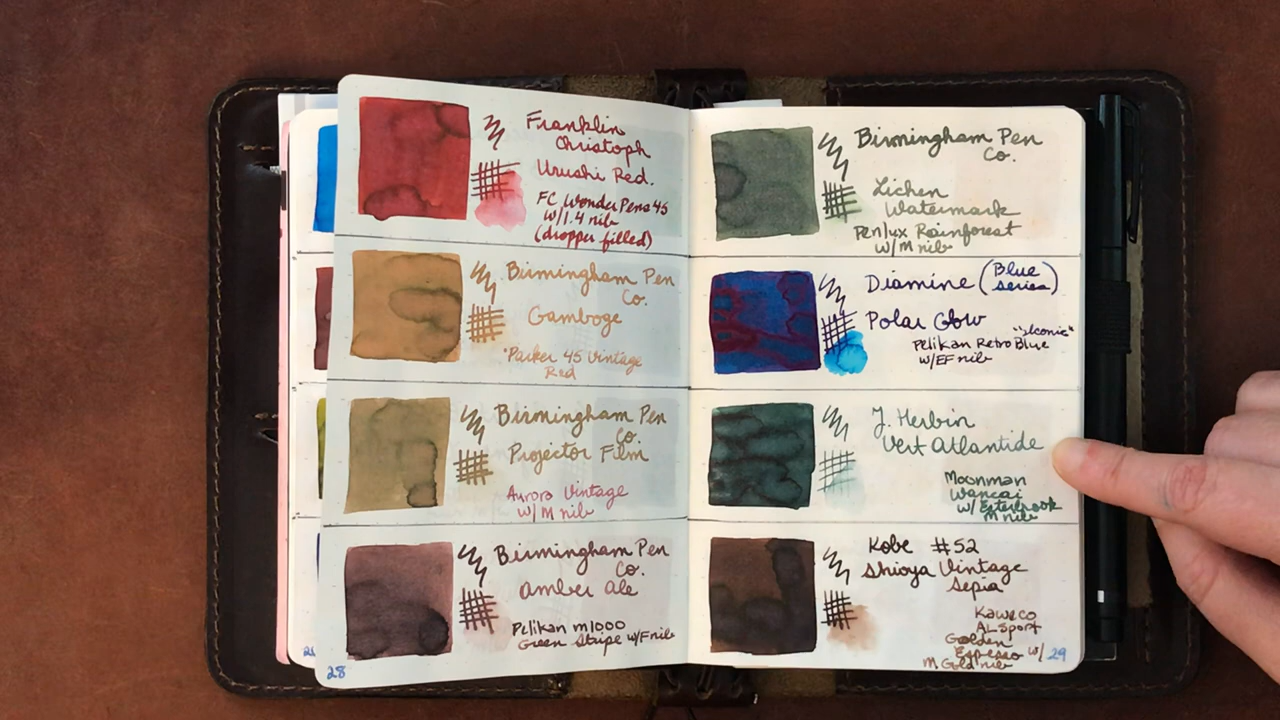 Franklin
Christoph
Urushi Red.
FC Wonder Pens 45
w/1.4 nib
(dropper filled)
Birmingham Pen
Co.
Gamboge
"Parker 45 Vintage
Red
Birmingham Pen
Co.
Projector Film
Aurora Vintage
w/M nib
Birmingham Pen
Co.
Amber Ale
Pelikan m1000
Green Stripe w/F nib
28
Birmingham Pen
Co.
Lichen
Watermark
Penlux Rainforest
w/M nib
Diamine (Blue
Series)
Polar Glow
"Iconic"
Pelikan Retro Blue
w/EF nib
J. Herbin
Vert Atlantide
Moonman
Wancai
w/Esterbrook
M nib
Kobe #52
Shioya Vintage
Sepia
Kaweco
AL Sport
Golden
Espresso w/
M Gold nib
29